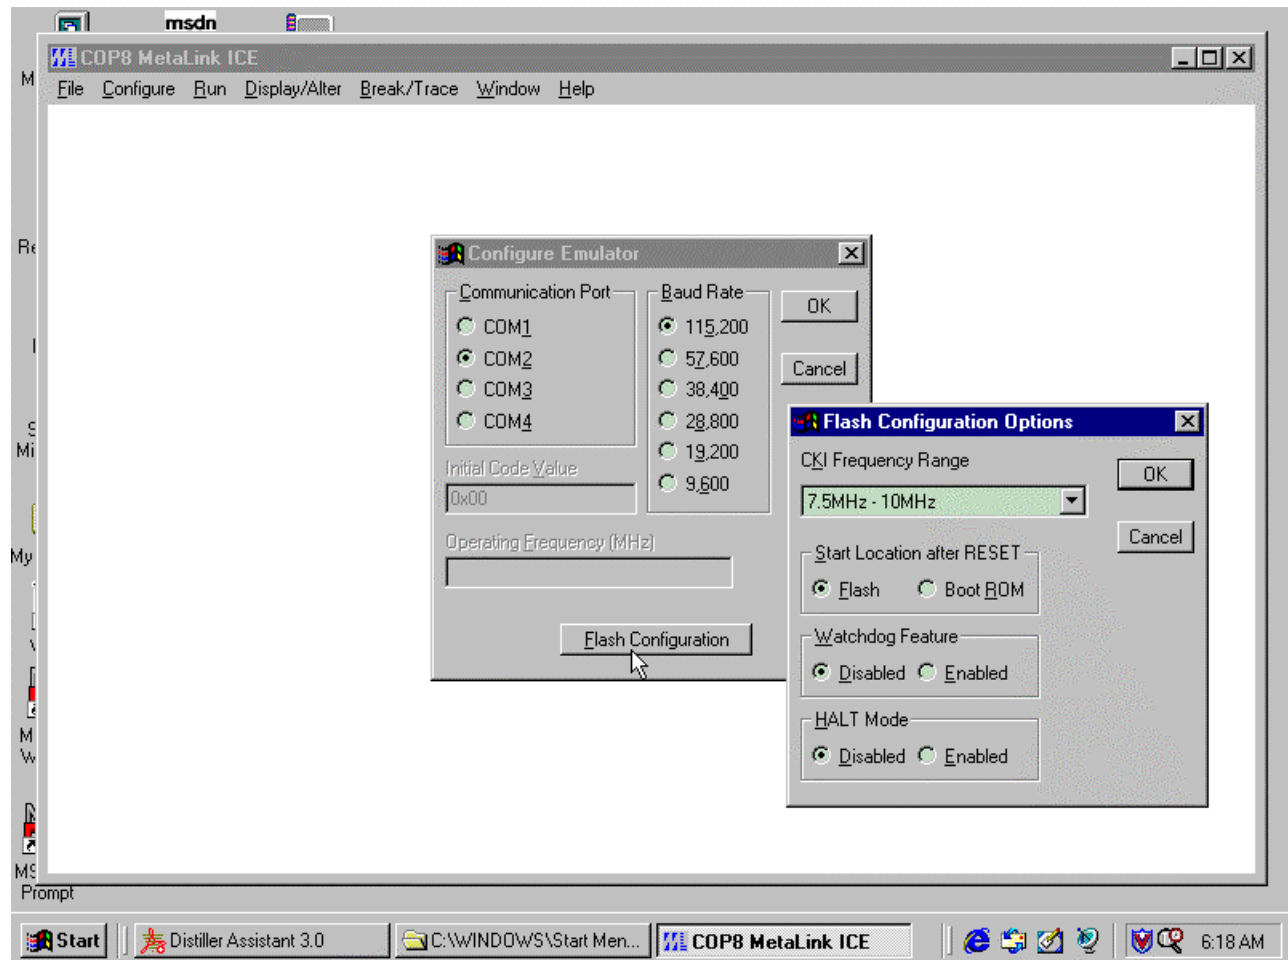 msdn
COP8 MetaLink ICE
File Configure Run Display/Alter Break/Trace Window Help
Configure Emulator
Communication Port
COM1
COM2
COM3
COM4
Baud Rate
115,200
57,600
38,400
28,800
19,200
9,600
OK
Cancel
Initial Code Value
0x00
Operating Frequency (MHz)
Flash Configuration
Flash Configuration Options
CKI Frequency Range
7.5MHz - 10MHz
OK
Cancel
Start Location after RESET
Flash Boot ROM
Watchdog Feature
Disabled Enabled
HALT Mode
Disabled Enabled
My
MS
Prompt
Start Distiller Assistant 3.0 C:\WINDOWS\Start Men... COP8 MetaLink ICE 6:18 AM